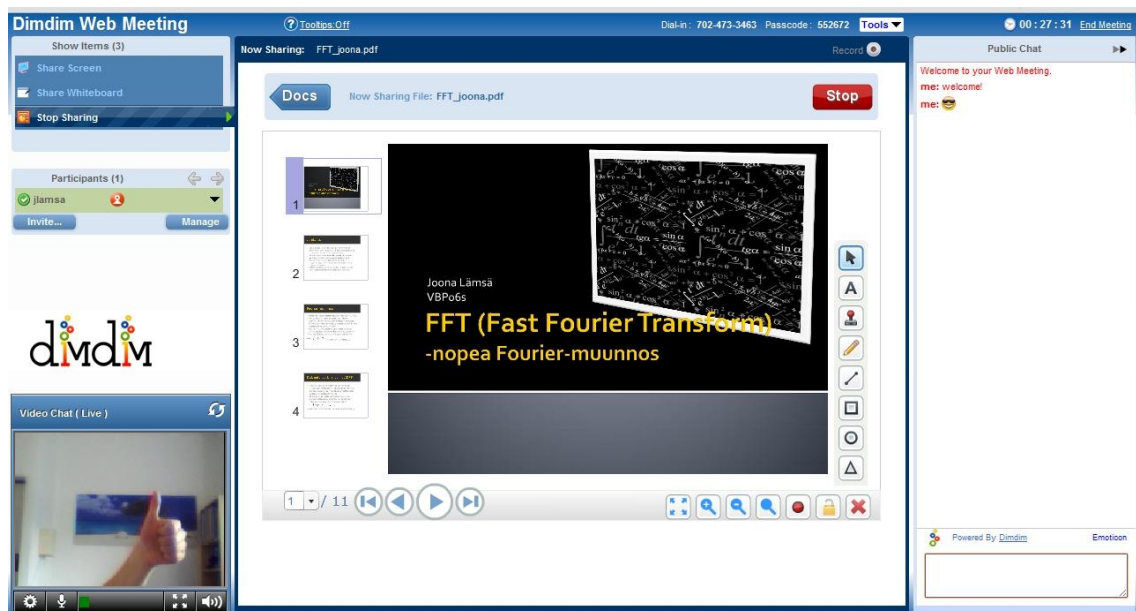 Dimdim Web Meeting
Tooltips:Off
Dial-in: 702-473-3463 Passcode: 552672 Tools
00:27:31 End Meeting
Show Items (3)
Share Screen
Share Whiteboard
Stop Sharing
Participants (1)
jlamsa
Invite...
Manage
dimdim
Video Chat ( Live )
Now Sharing: FFT_joona.pdf
Record
Docs
Now Sharing File: FFT_joona.pdf
Stop
1
2
3
4
Joona Lämsä
VBP06s
FFT (Fast Fourier Transform)
-nopea Fourier-muunnos
A
1 / 11
Public Chat
Welcome to your Web Meeting.
me: welcome!
me:
Powered By Dimdim
Emoticon